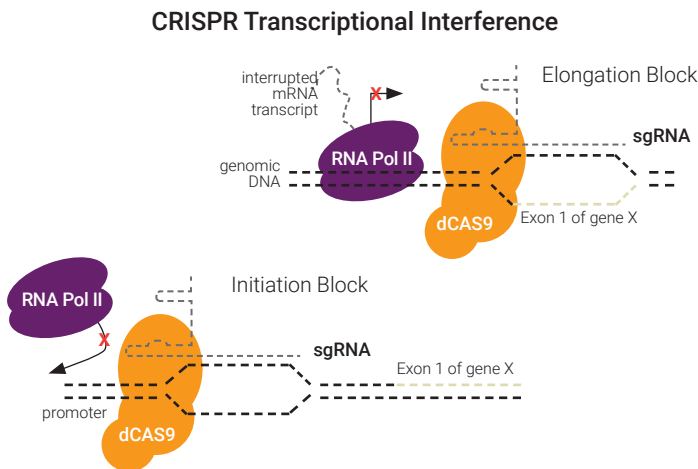 CRISPR Transcriptional Interference
interrupted
mRNA
transcript
X
Elongation Block
sgRNA
RNA Pol II
genomic
DNA
Exon 1 of gene X
dCAS9
RNA Pol II
Initiation Block
X
sgRNA
Exon 1 of gene X
promoter
dCAS9